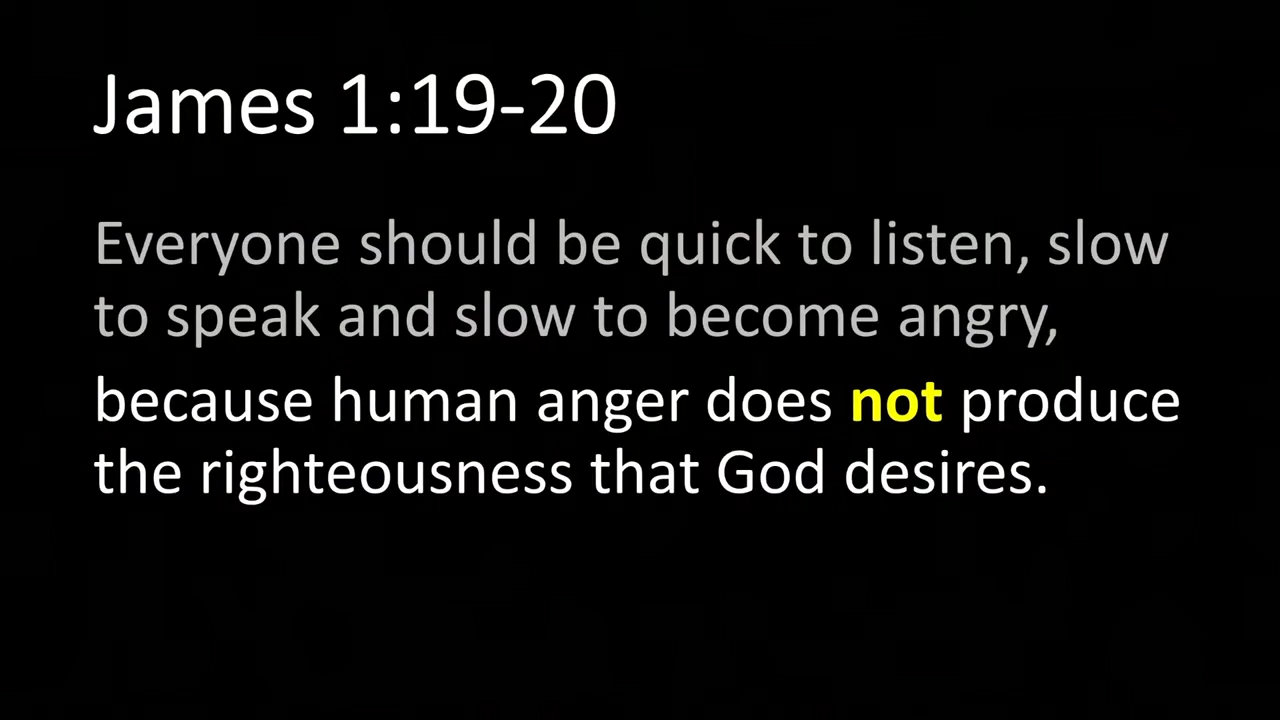 James 1:19-20
Everyone should be quick to listen, slow
to speak and slow to become angry,
because human anger does not produce
the righteousness that God desires.